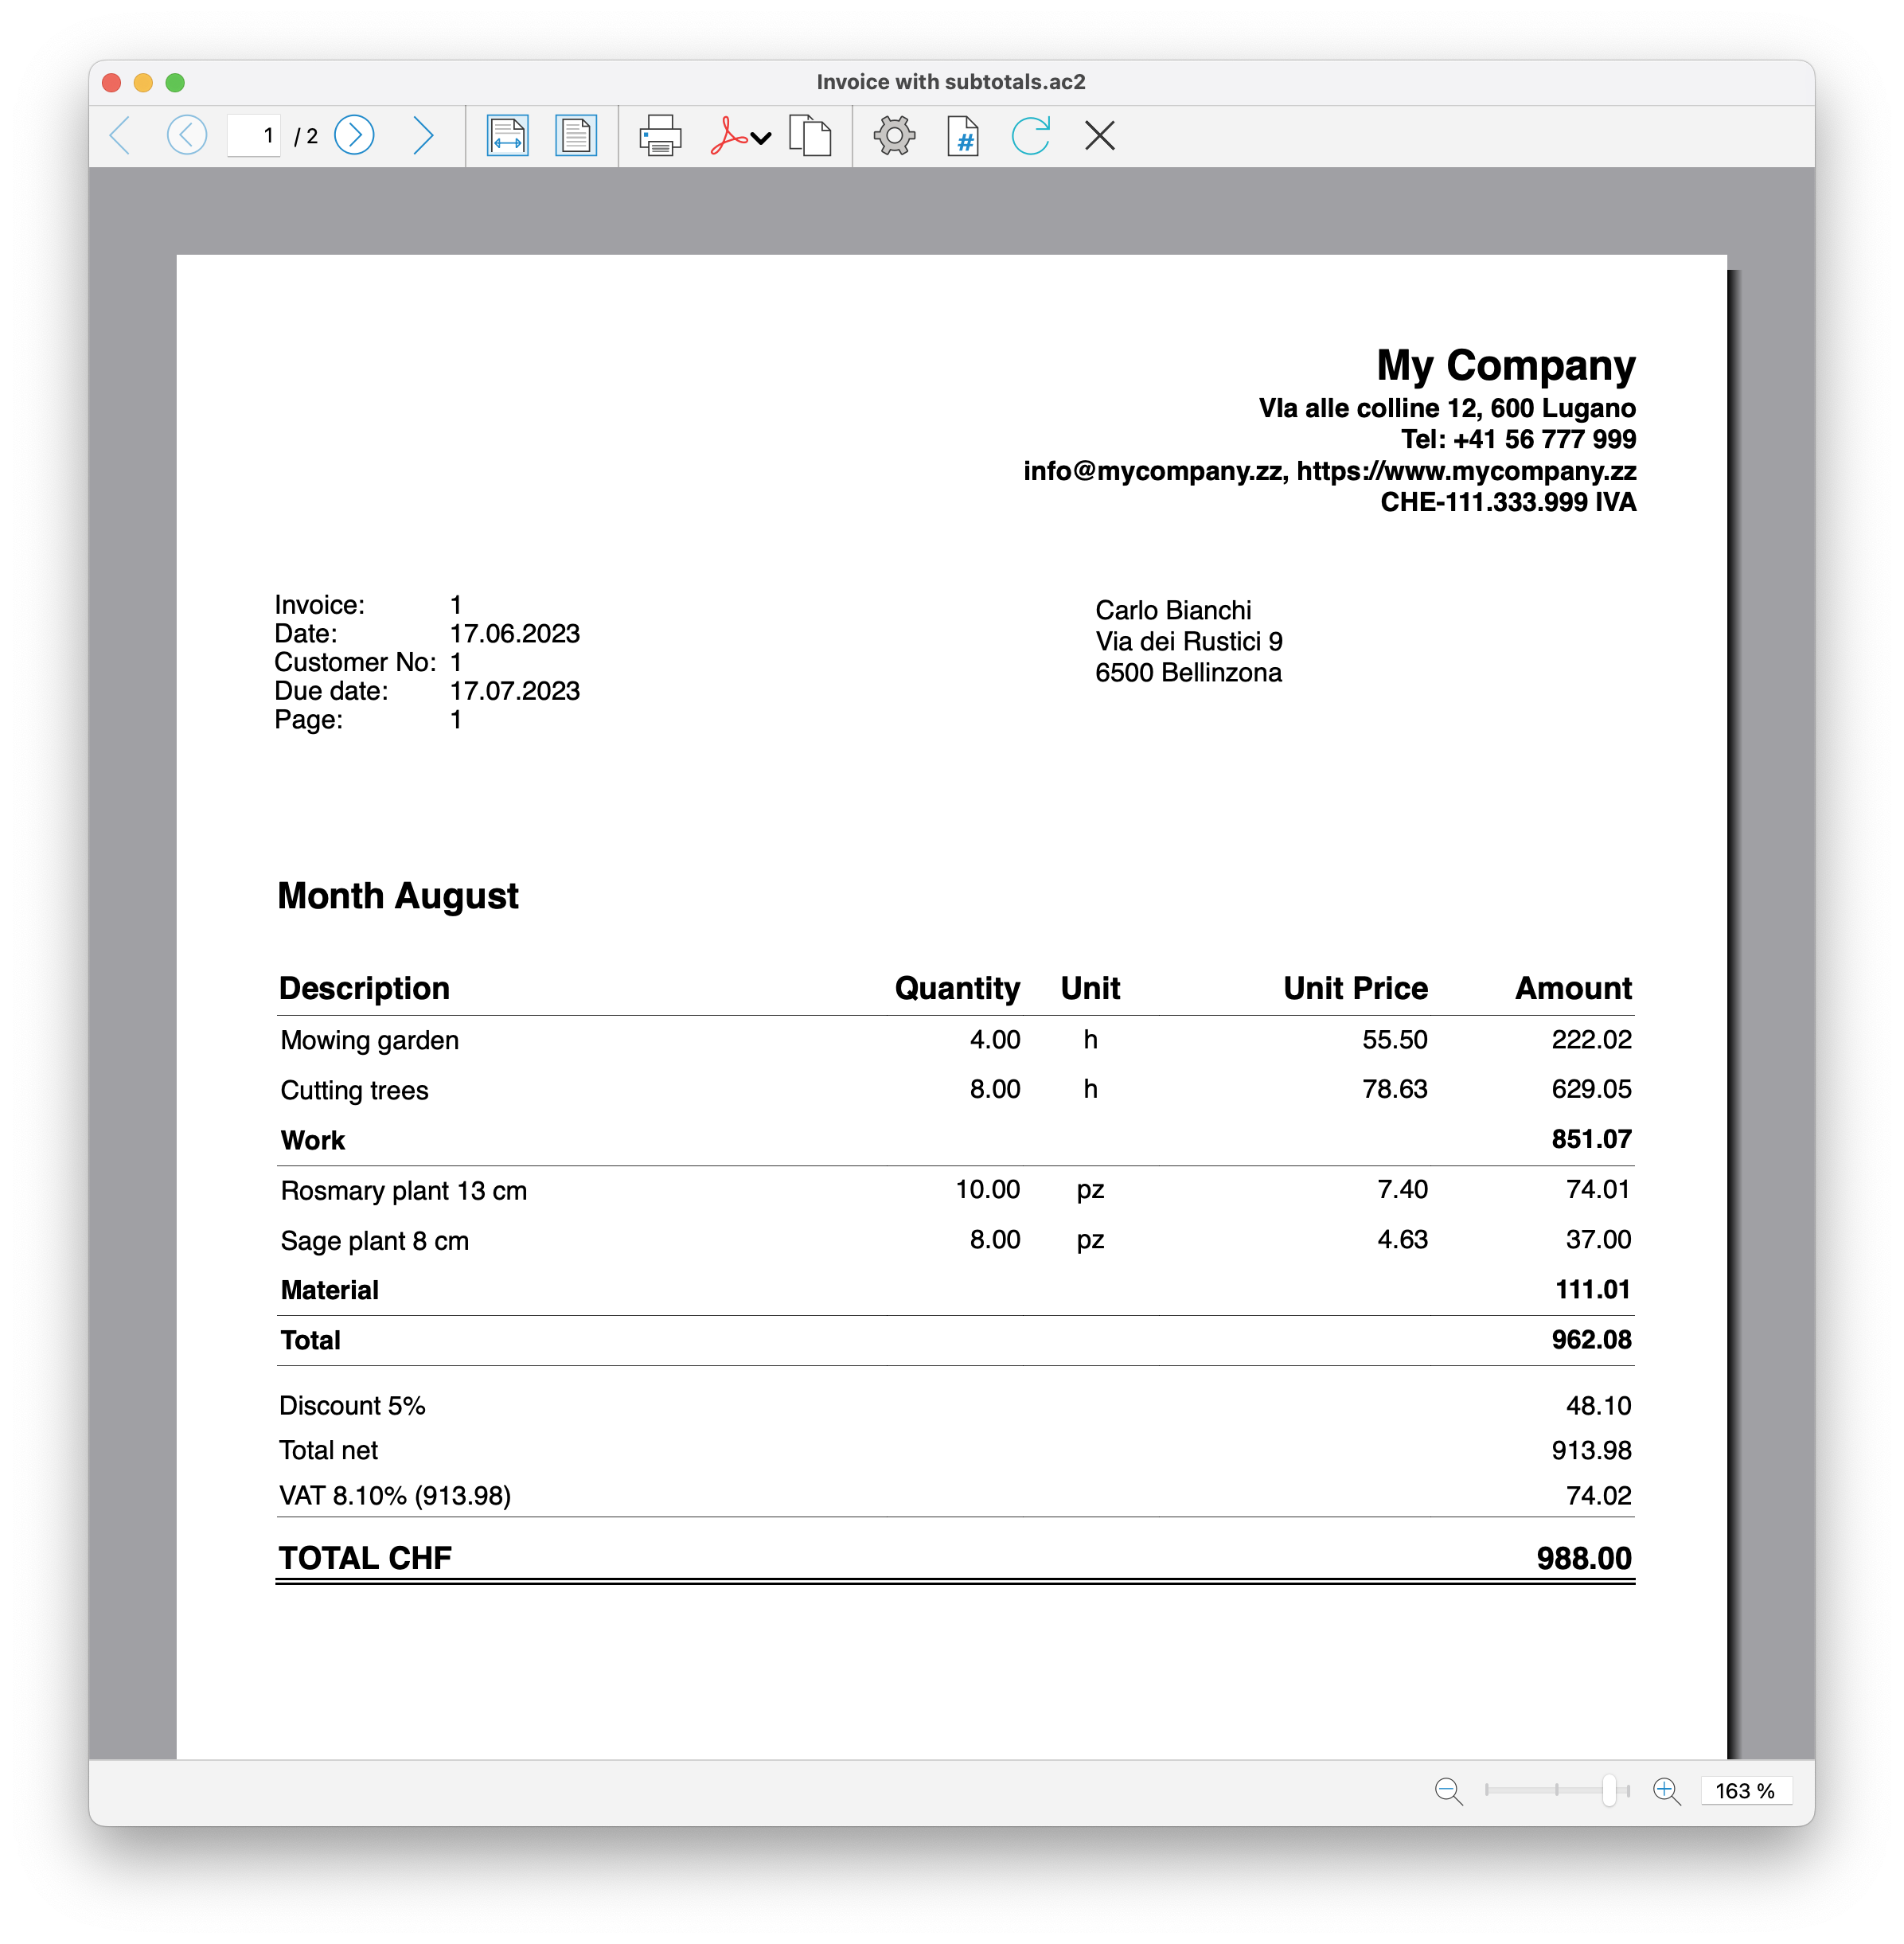 Invoice with subtotals.ac2
1 / 2
#
My Company
VIa alle colline 12, 600 Lugano
Tel: +41 56 777 999
info@mycompany.zz, https://www.mycompany.zz
CHE-111.333.999 IVA
Invoice: 1
Date: 17.06.2023
Customer No: 1
Due date: 17.07.2023
Page: 1
Carlo Bianchi
Via dei Rustici 9
6500 Bellinzona
Month August
Description Quantity Unit Unit Price Amount
Mowing garden 4.00 h 55.50 222.02
Cutting trees 8.00 h 78.63 629.05
Work 851.07
Rosmary plant 13 cm 10.00 pz 7.40 74.01
Sage plant 8 cm 8.00 pz 4.63 37.00
Material 111.01
Total 962.08
Discount 5% 48.10
Total net 913.98
VAT 8.10% (913.98) 74.02
TOTAL CHF 988.00
163 %